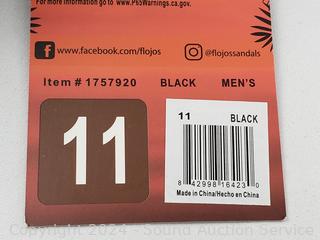 For more information go to www.P65Warnings.ca.gov.
www.facebook.com/flojos
@flojossandals
Item # 1757920 BLACK MEN'S
11
11 BLACK
8 42998 16423 0
Made in China/Hecho en China
Copyright 2024 - Sound Auction Service